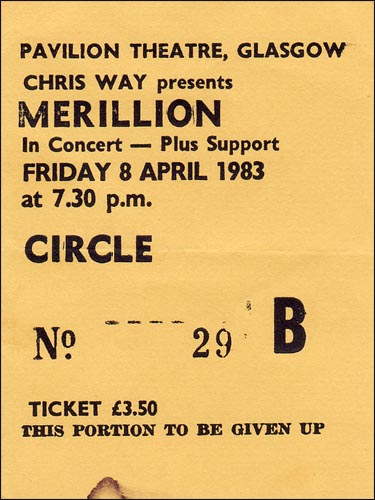 PAVILION THEATRE, GLASGOW
CHRIS WAY presents
MERILLION
In Concert — Plus Support
FRIDAY 8 APRIL 1983
at 7.30 p.m.
CIRCLE
No 29 B
TICKET £3.50
THIS PORTION TO BE GIVEN UP